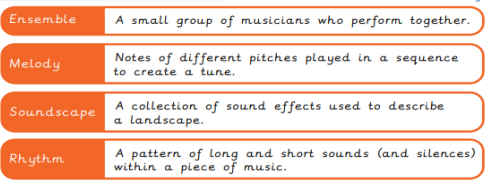 Ensemble
A small group of musicians who perform together.
Melody
Notes of different pitches played in a sequence
to create a tune.
Soundscape
A collection of sound effects used to describe
a landscape.
Rhythm
A pattern of long and short sounds (and silences)
within a piece of music.